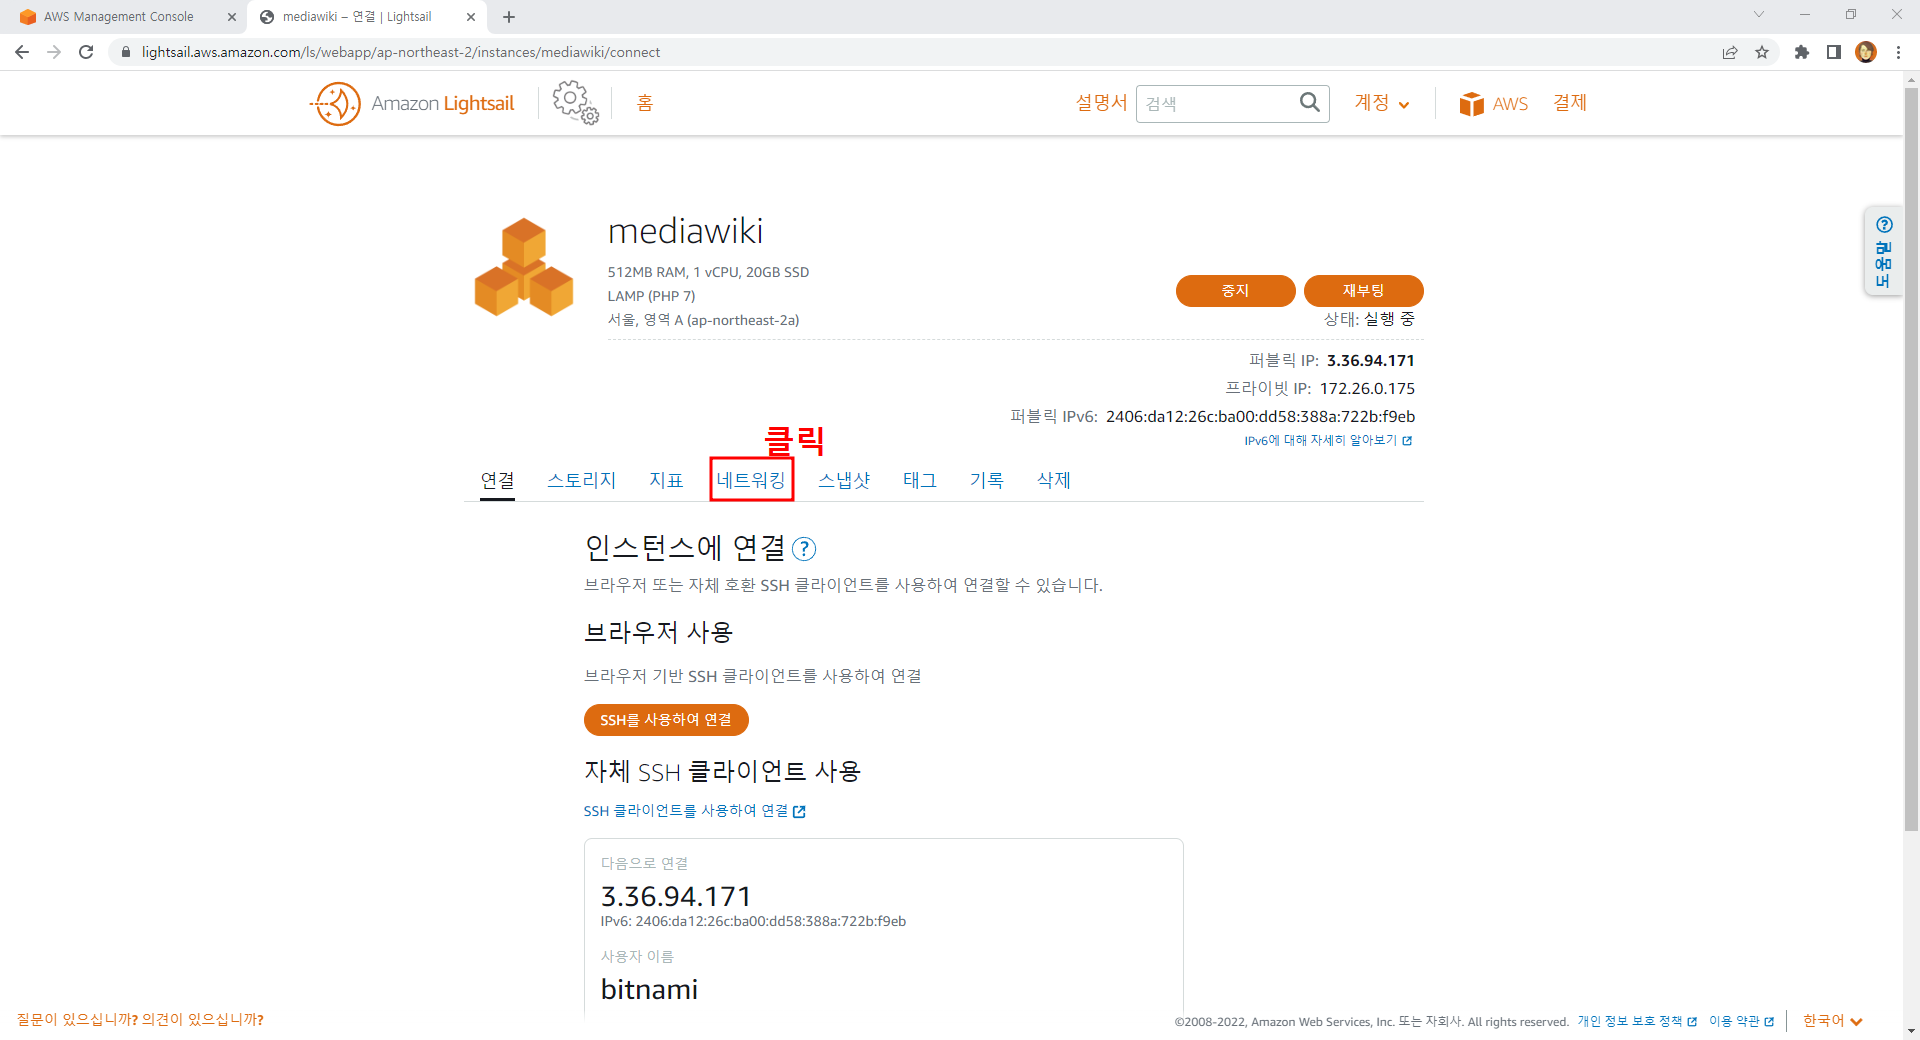 AWS Management Console
mediawiki – 연결 | Lightsail
lightsail.aws.amazon.com/ls/webapp/ap-northeast-2/instances/mediawiki/connect
Amazon Lightsail
홈
설명서
검색
계정
AWS
결제
도움말
mediawiki
512MB RAM, 1 vCPU, 20GB SSD
LAMP (PHP 7)
서울, 영역 A (ap-northeast-2a)
중지
재부팅
상태: 실행 중
퍼블릭 IP: 3.36.94.171
프라이빗 IP: 172.26.0.175
퍼블릭 IPv6: 2406:da12:26c:ba00:dd58:388a:722b:f9eb
IPv6에 대해 자세히 알아보기
클릭
연결 스토리지 지표 네트워킹 스냅샷 태그 기록 삭제
인스턴스에 연결 ?
브라우저 또는 자체 호환 SSH 클라이언트를 사용하여 연결할 수 있습니다.
브라우저 사용
브라우저 기반 SSH 클라이언트를 사용하여 연결
SSH를 사용하여 연결
자체 SSH 클라이언트 사용
SSH 클라이언트를 사용하여 연결
다음으로 연결
3.36.94.171
IPv6: 2406:da12:26c:ba00:dd58:388a:722b:f9eb
사용자 이름
bitnami
질문이 있으십니까? 의견이 있으십니까?
©2008-2022, Amazon Web Services, Inc. 또는 자회사. All rights reserved. 개인 정보 보호 정책 이용 약관
한국어